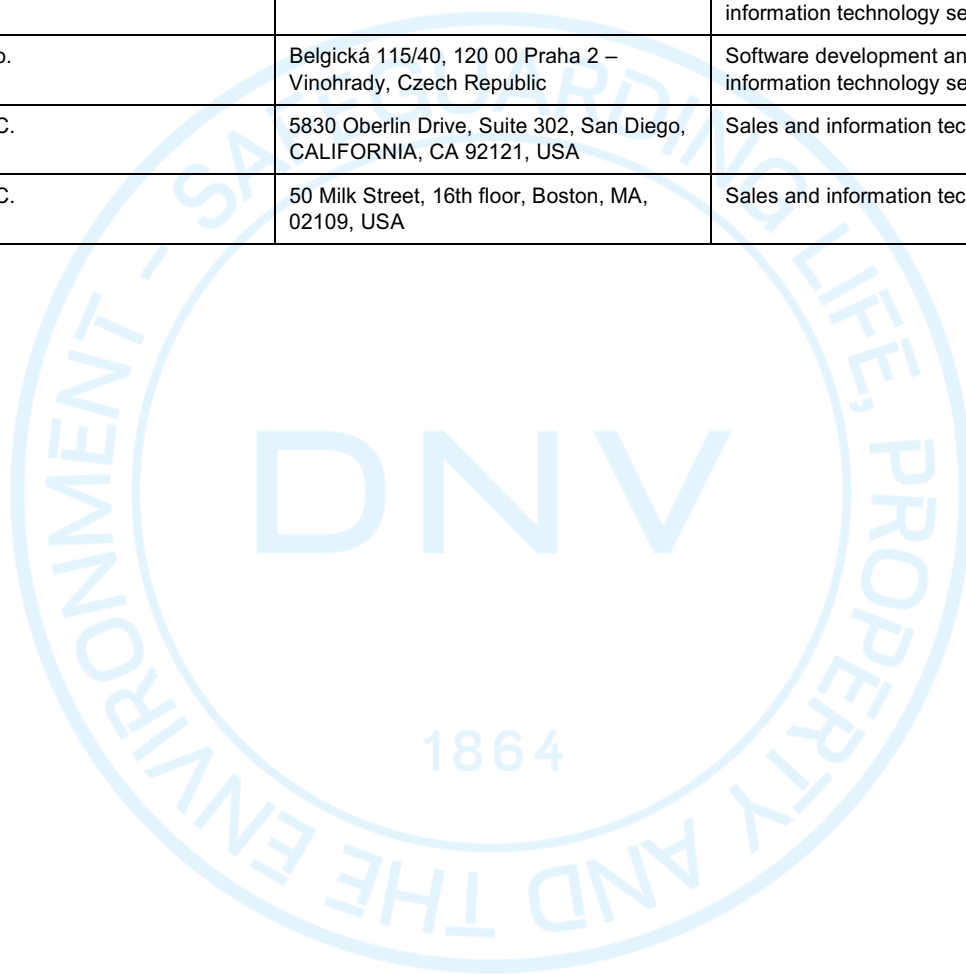 information technology se
o.
Belgická 115/40, 120 00 Praha 2 –
Vinohrady, Czech Republic
Software development an
information technology se
C.
5830 Oberlin Drive, Suite 302, San Diego,
CALIFORNIA, CA 92121, USA
Sales and information tec
C.
50 Milk Street, 16th floor, Boston, MA,
02109, USA
Sales and information tec
SAFEGUARDING LIFE, PROPERTY AND THE ENVIRONMENT –
DNV
1864